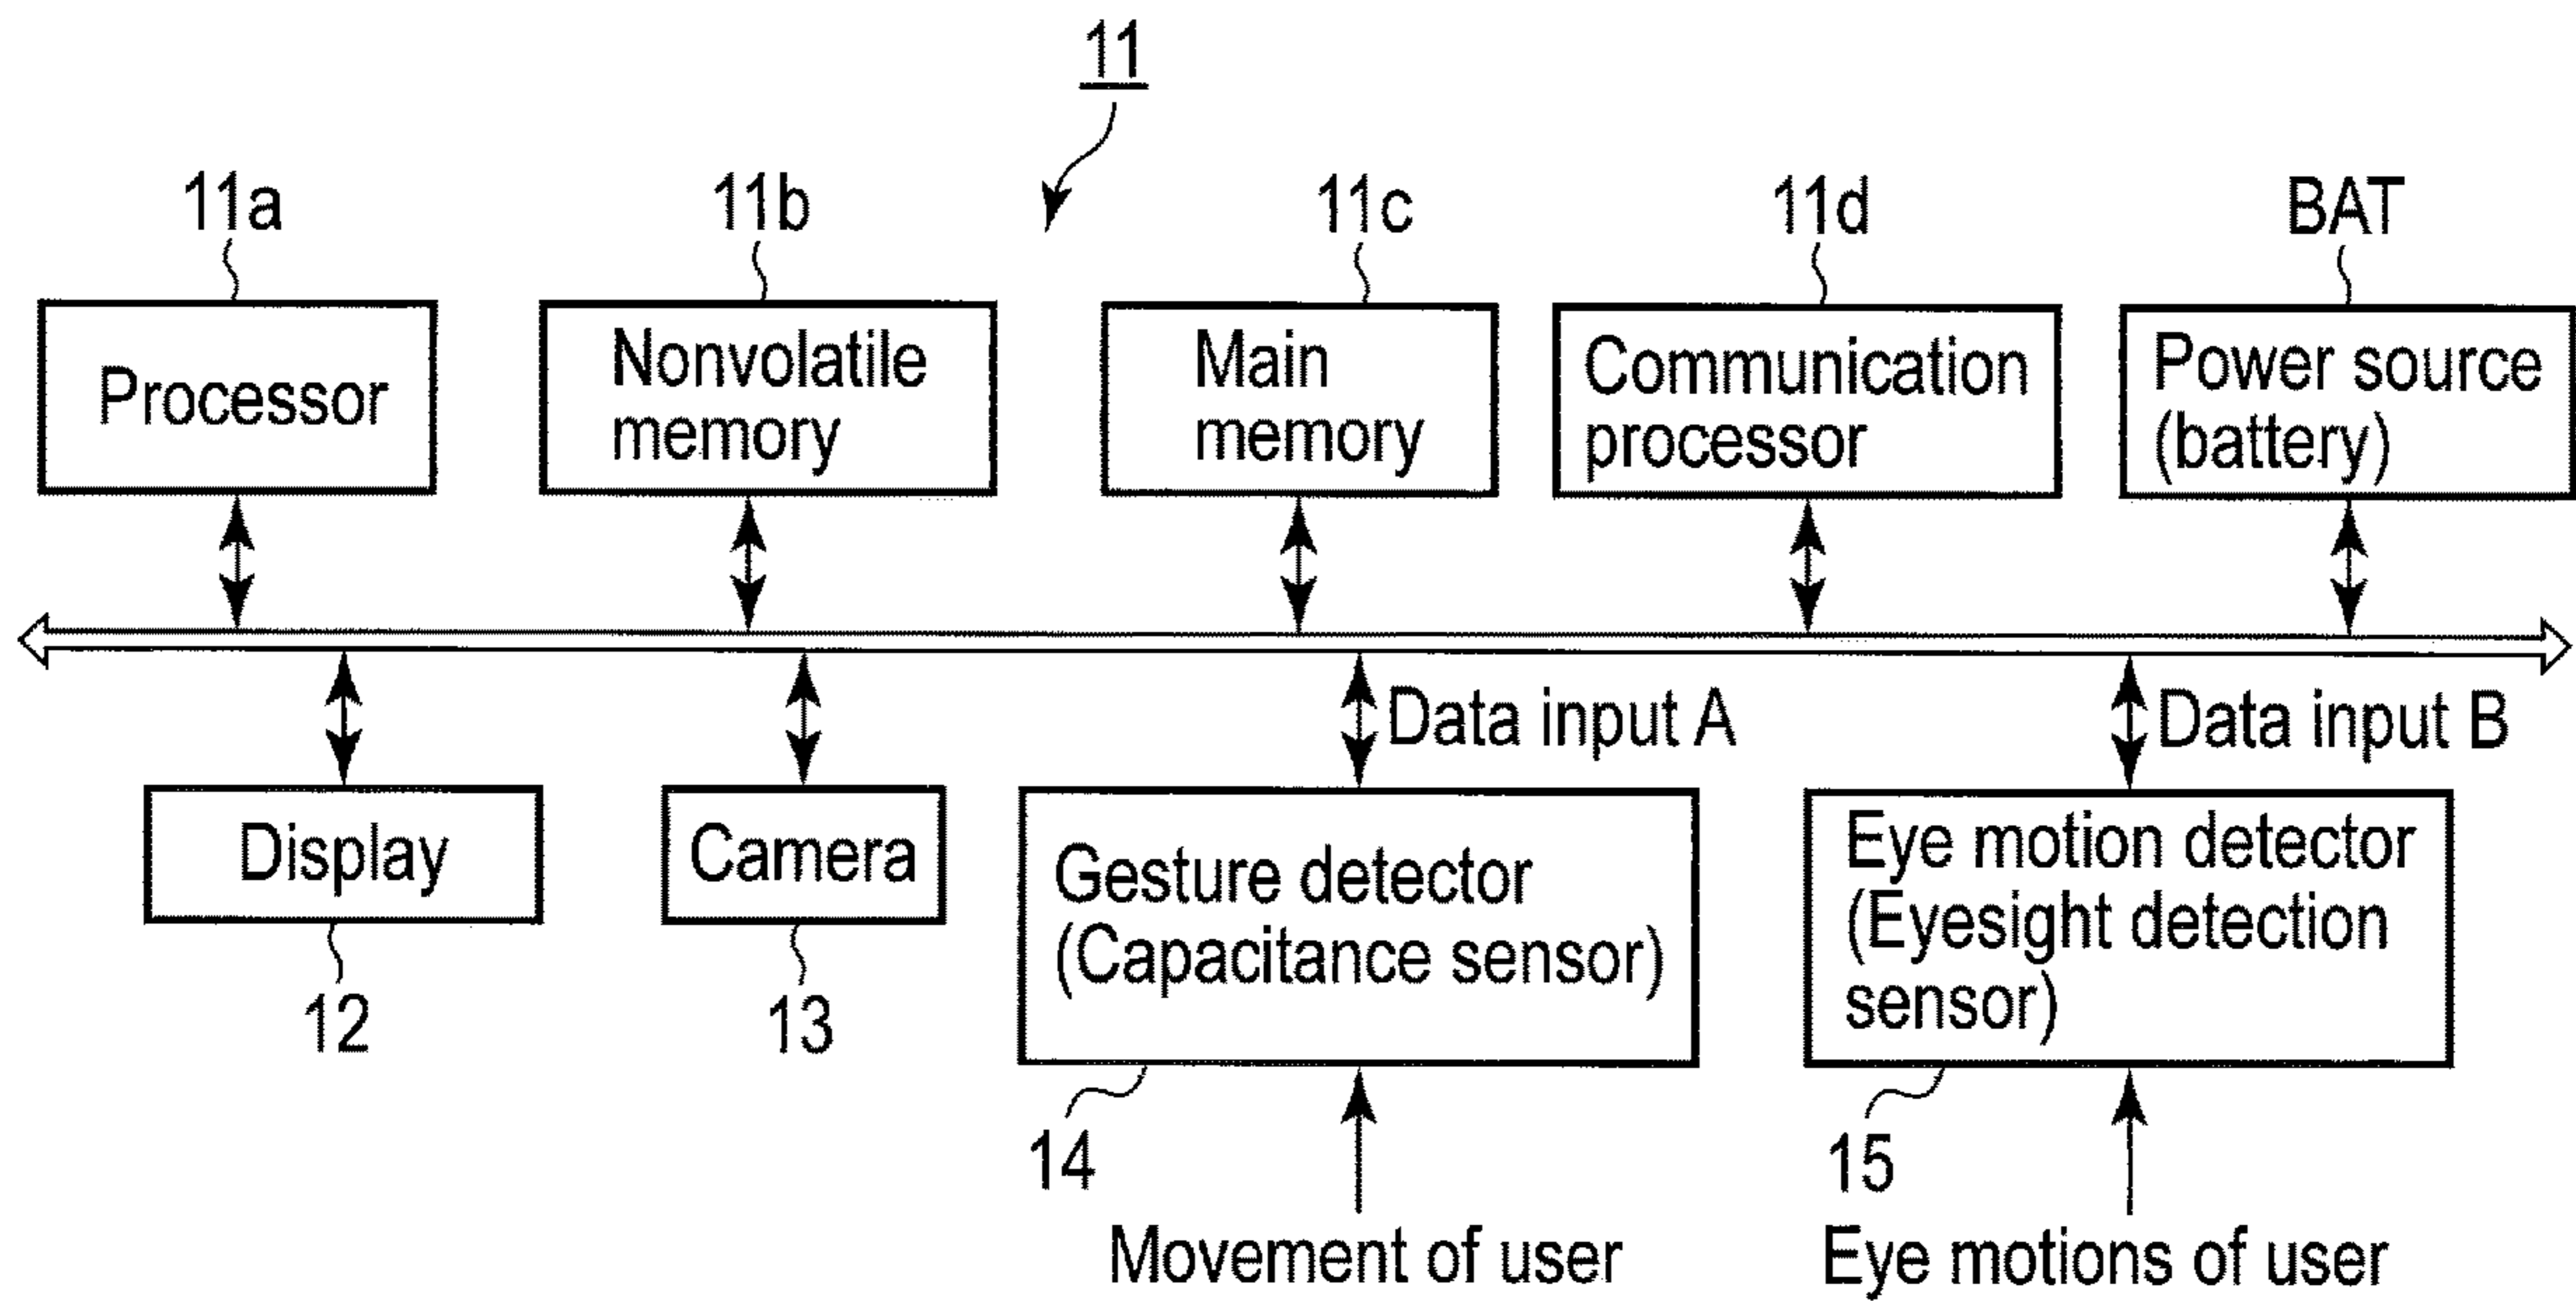 11
11a
11b
11c
11d
BAT
Processor
Nonvolatile
memory
Main
memory
Communication
processor
Power source
(battery)
Data input A
Data input B
Display
Camera
Gesture detector
(Capacitance sensor)
Eye motion detector
(Eyesight detection
sensor)
12
13
14
15
Movement of user
Eye motions of user